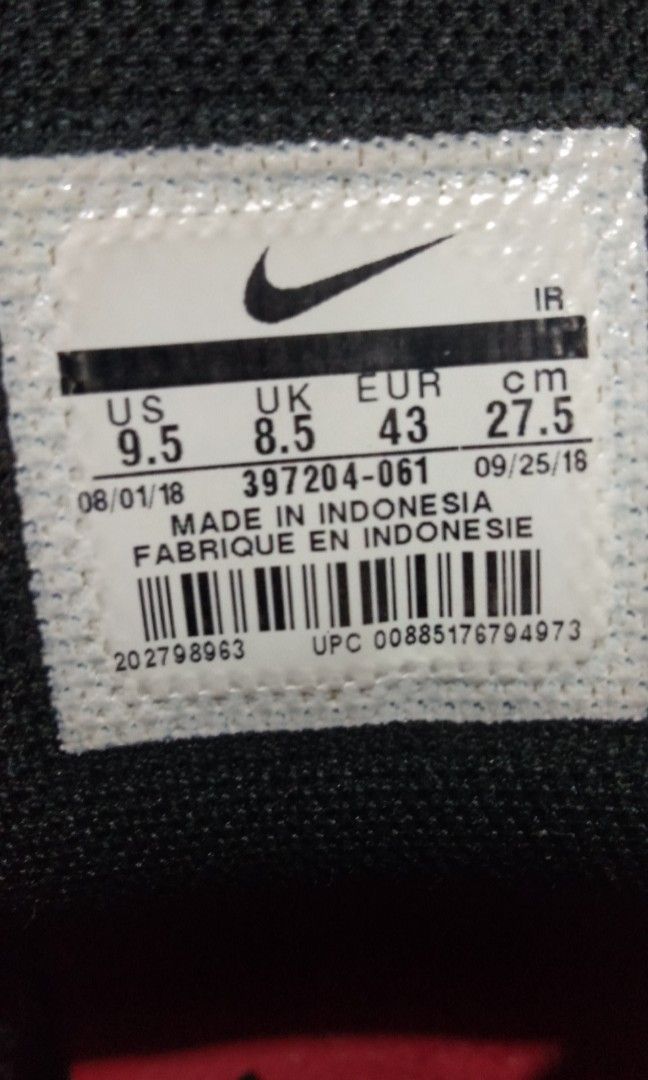 IR
US UK EUR cm
9.5 8.5 43 27.5
08/01/18 397204-061 09/25/18
MADE IN INDONESIA
FABRIQUE EN INDONESIE
202798963 UPC 00885176794973